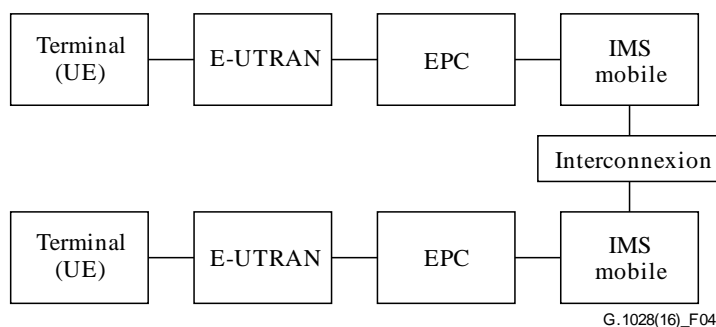 Terminal
(UE)
E-UTRAN
EPC
IMS
mobile
Interconnexion
Terminal
(UE)
E-UTRAN
EPC
IMS
mobile
G.1028(16)_F04